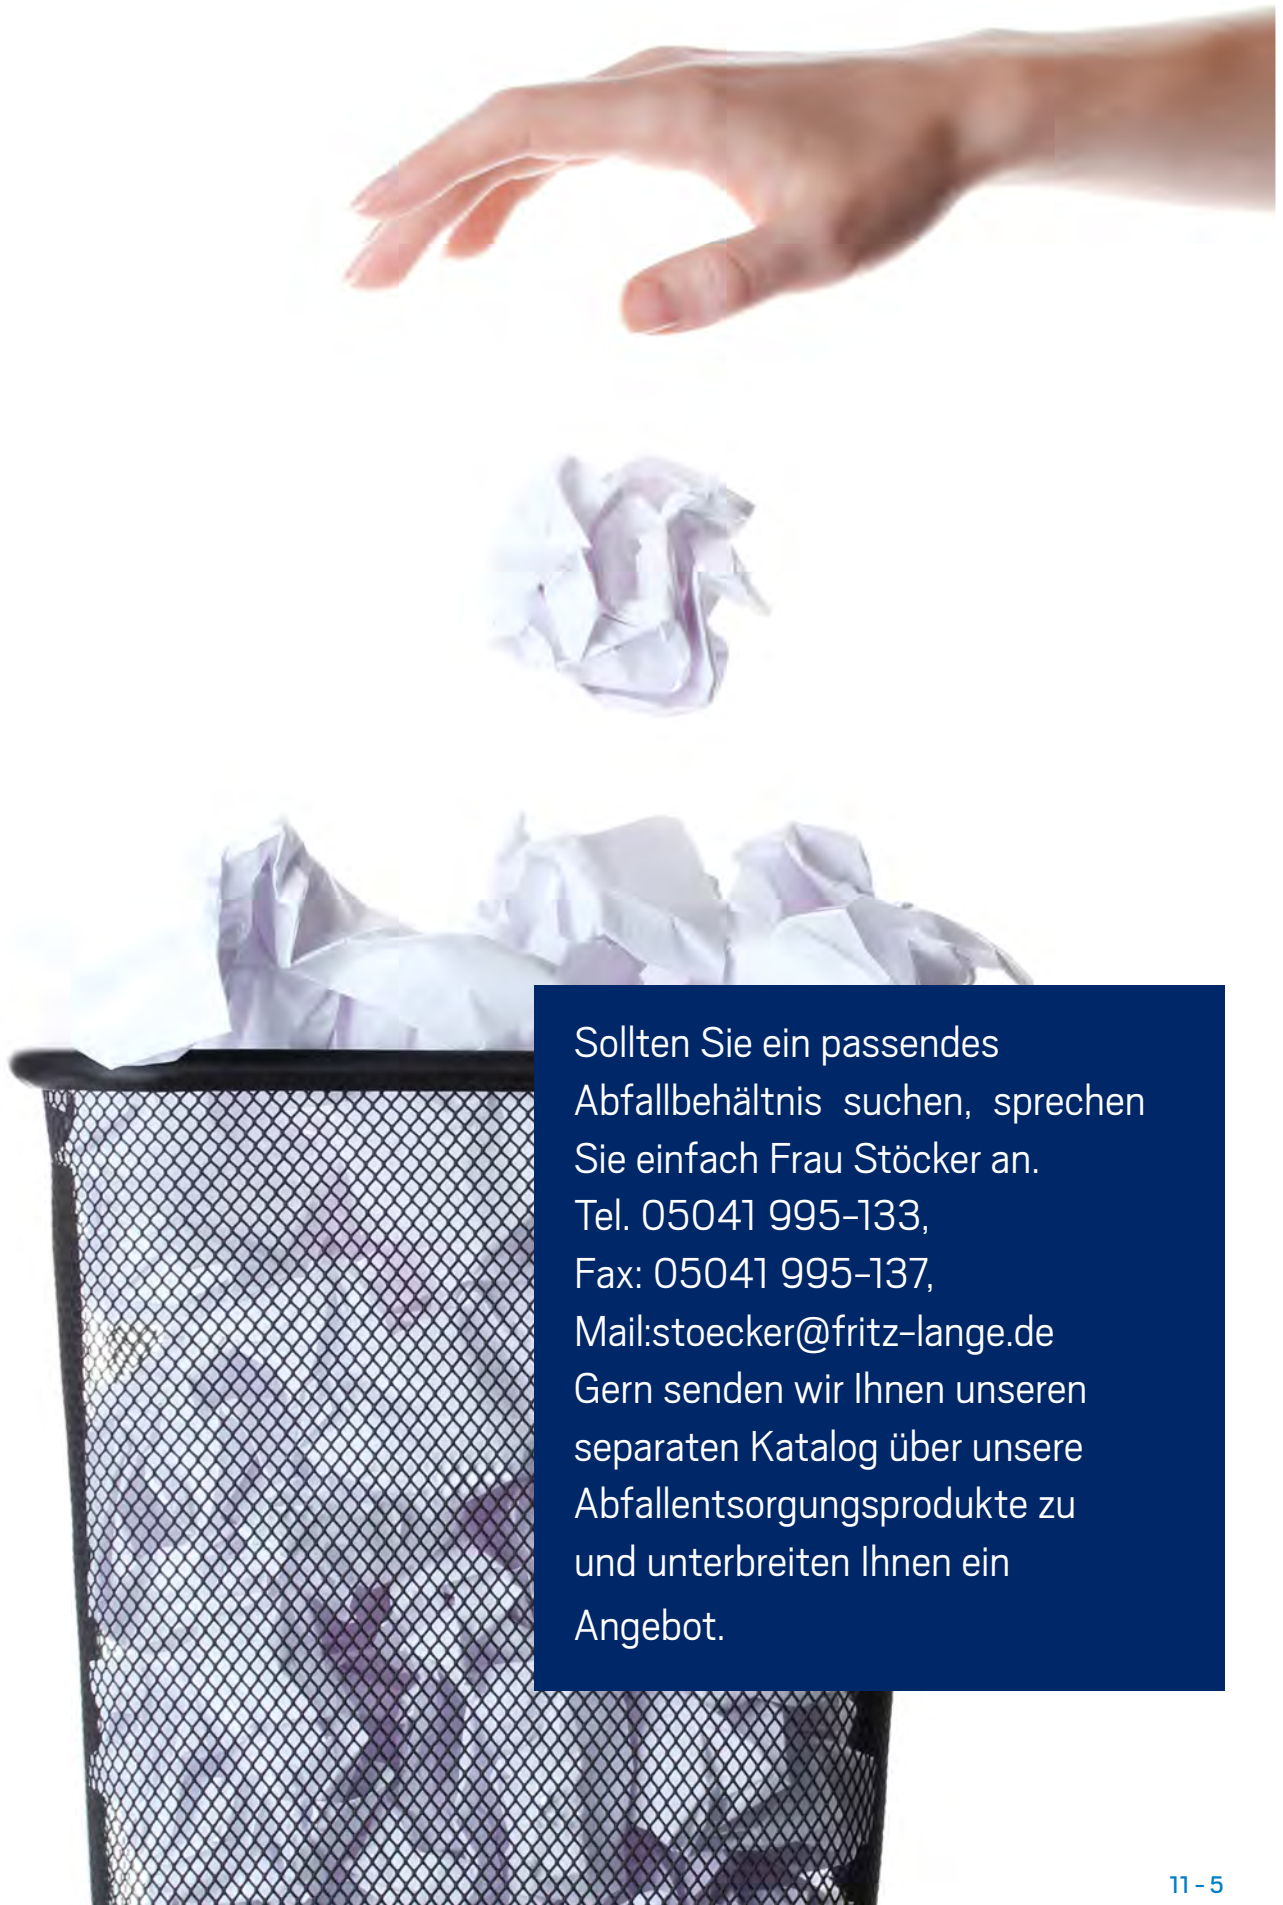 Sollten Sie ein passendes
Abfallbehältnis suchen, sprechen
Sie einfach Frau Stöcker an.
Tel. 05041 995-133,
Fax: 05041 995-137,
Mail:stoecker@fritz-lange.de
Gern senden wir Ihnen unseren
separaten Katalog über unsere
Abfallentsorgungsprodukte zu
und unterbreiten Ihnen ein
Angebot.
11 - 5